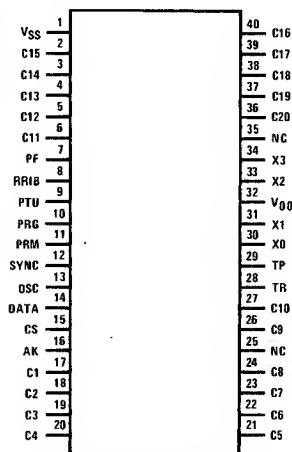 1 VSS
2 C15
3 C14
4 C13
5 C12
6 C11
7 PF
8 RRIB
9 PTU
10 PRG
11 PRM
12 SYNC
13 OSC
14 DATA
15 CS
16 AK
17 C1
18 C2
19 C3
20 C4
40 C16
39 C17
38 C18
37 C19
36 C20
35 NC
34 X3
33 X2
32 VDD
31 X1
30 X0
29 TP
28 TR
27 C10
26 C9
25 NC
24 C8
23 C7
22 C6
21 C5